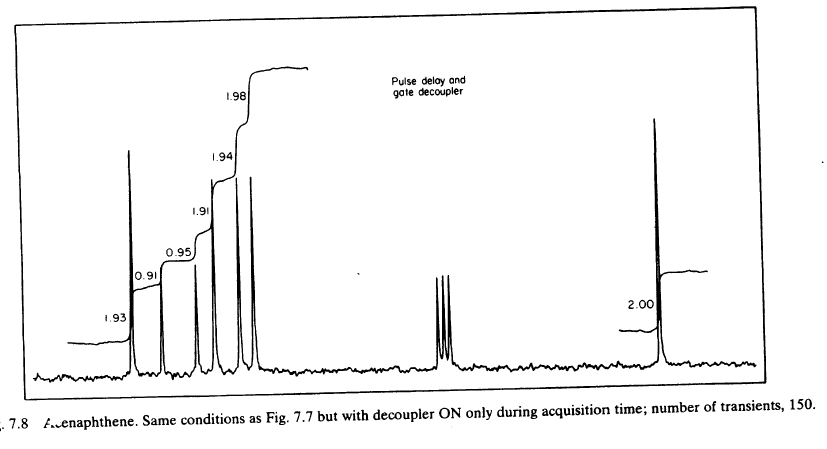 Pulse delay and
gate decoupler
1.98
1.94
1.91
0.95
0.91
1.93
2.00
. 7.8 enaphthene. Same conditions as Fig. 7.7 but with decoupler ON only during acquisition time; number of transients, 150.